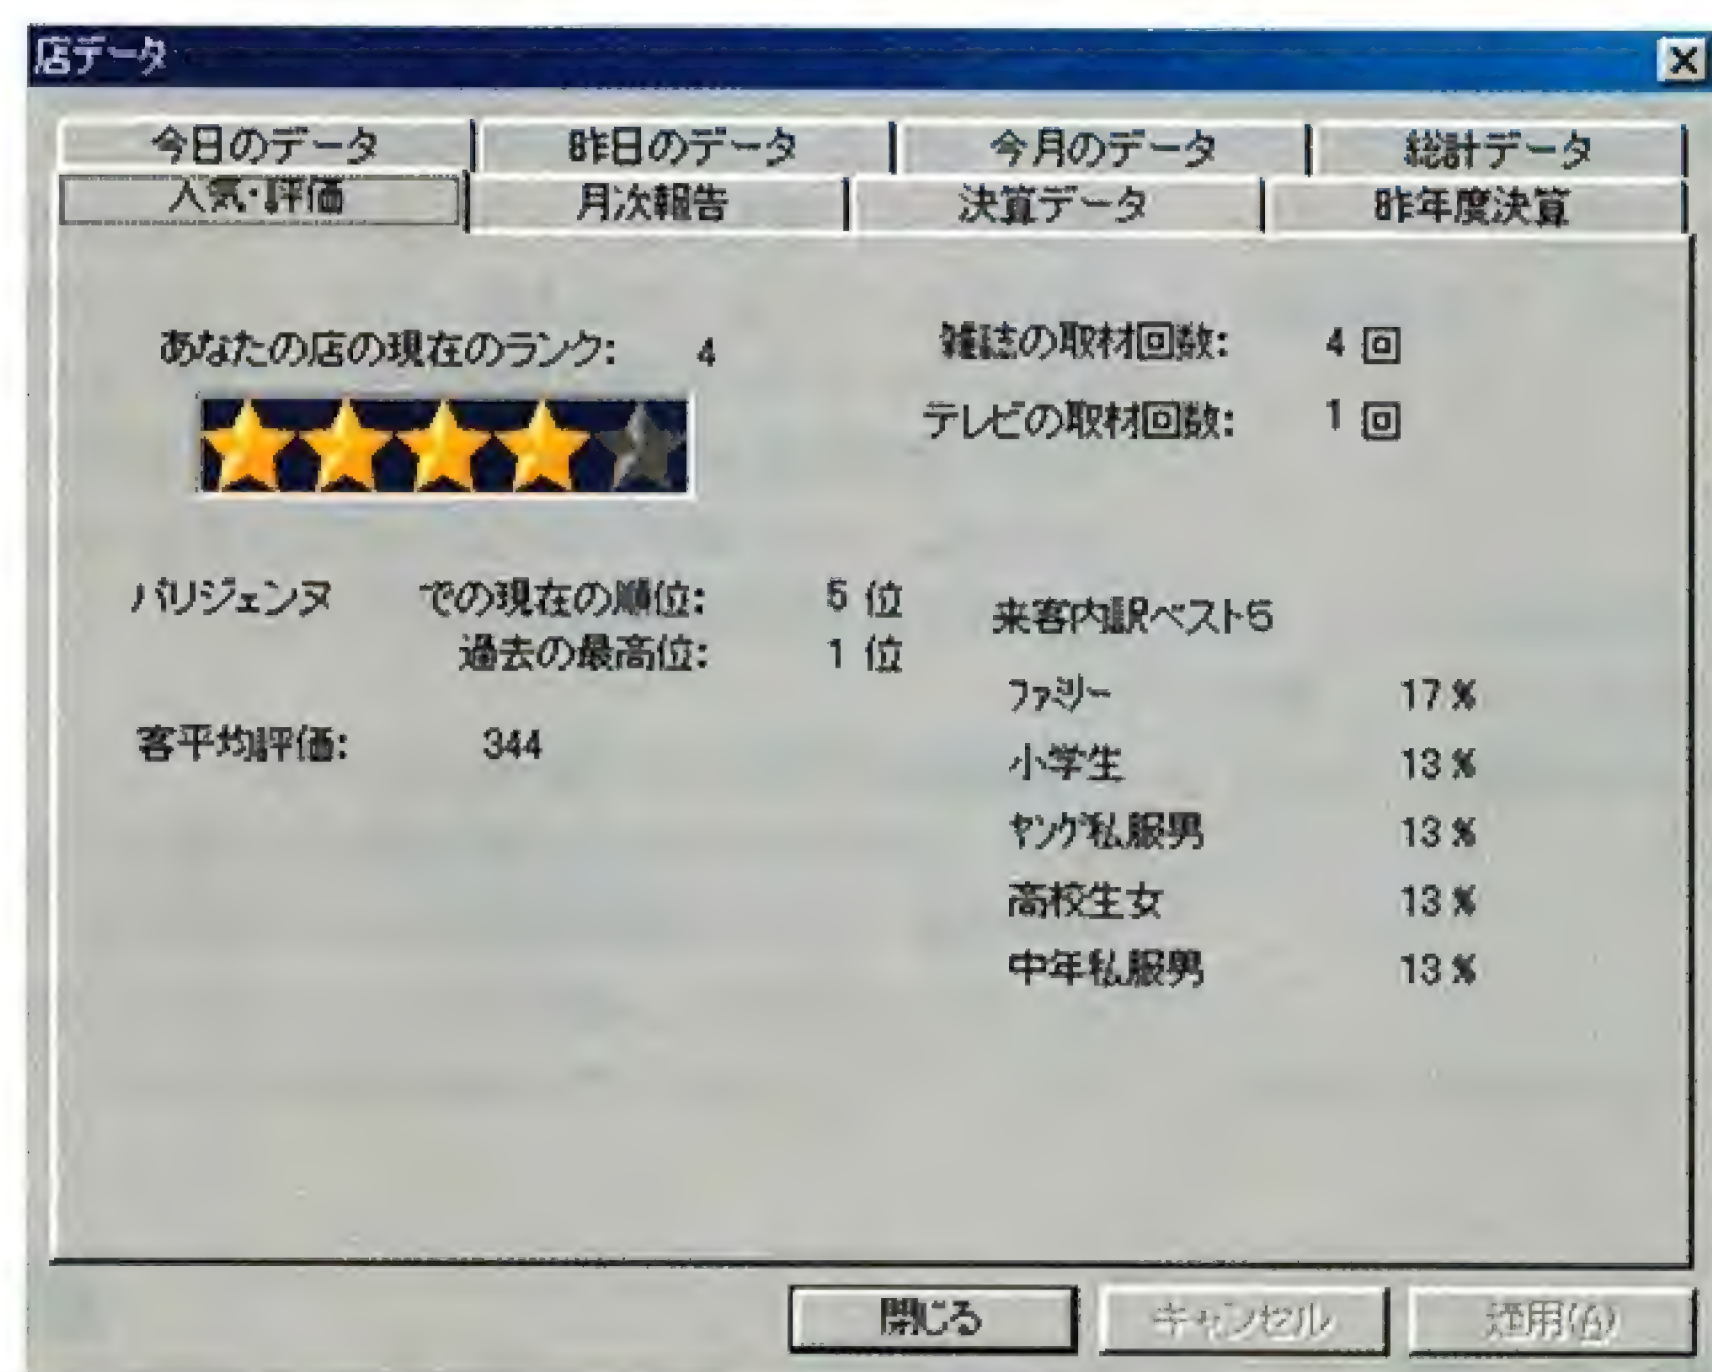 店データ
今日のデータ 昨日のデータ 今月のデータ 総計データ
人気・評価 月次報告 決算データ 昨年度決算
あなたの店の現在のランク: 4
雑誌の取材回数: 4 回
テレビの取材回数: 1 回
パリジェンヌ での現在の順位: 5 位
過去の最高位: 1 位
客平均評価: 344
来客内訳ベスト5
ファミリー 17 %
小学生 13 %
ヤング私服男 13 %
高校生女 13 %
中年私服男 13 %
閉じる キャンセル 適用(A)